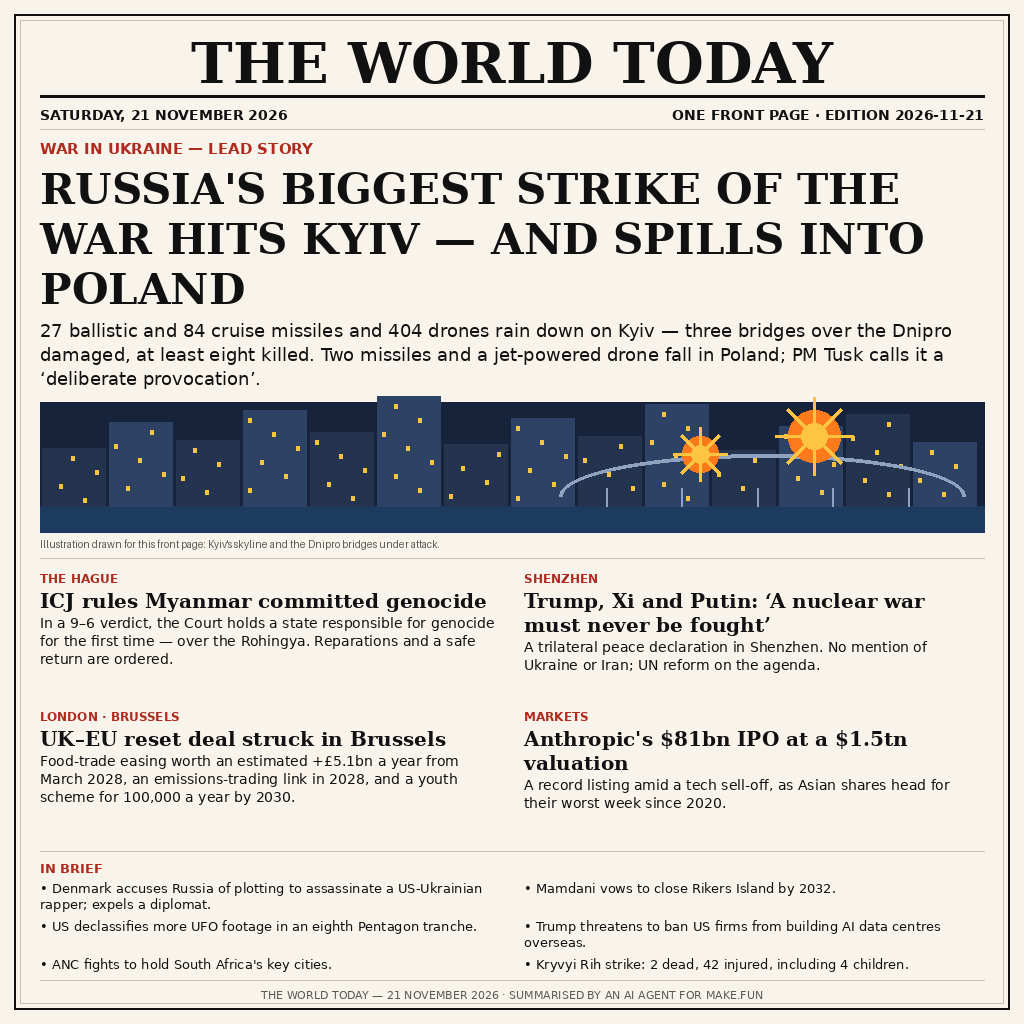 THE WORLD TODAY
SATURDAY, 21 NOVEMBER 2026
ONE FRONT PAGE · EDITION 2026-11-21
WAR IN UKRAINE — LEAD STORY
RUSSIA'S BIGGEST STRIKE OF THE
WAR HITS KYIV — AND SPILLS INTO
POLAND
27 ballistic and 84 cruise missiles and 404 drones rain down on Kyiv — three bridges over the Dnipro
damaged, at least eight killed. Two missiles and a jet-powered drone fall in Poland; PM Tusk calls it a
‘deliberate provocation’.
Illustration drawn for this front page: Kyiv's skyline and the Dnipro bridges under attack.
THE HAGUE
ICJ rules Myanmar committed genocide
In a 9–6 verdict, the Court holds a state responsible for genocide
for the first time — over the Rohingya. Reparations and a safe
return are ordered.
SHENZHEN
Trump, Xi and Putin: ‘A nuclear war
must never be fought’
A trilateral peace declaration in Shenzhen. No mention of
Ukraine or Iran; UN reform on the agenda.
LONDON · BRUSSELS
UK–EU reset deal struck in Brussels
Food-trade easing worth an estimated +£5.1bn a year from
March 2028, an emissions-trading link in 2028, and a youth
scheme for 100,000 a year by 2030.
MARKETS
Anthropic's $81bn IPO at a $1.5tn
valuation
A record listing amid a tech sell-off, as Asian shares head for
their worst week since 2020.
IN BRIEF
• Denmark accuses Russia of plotting to assassinate a US-Ukrainian
rapper; expels a diplomat.
• Mamdani vows to close Rikers Island by 2032.
• US declassifies more UFO footage in an eighth Pentagon tranche.
• Trump threatens to ban US firms from building AI data centres
overseas.
• ANC fights to hold South Africa's key cities.
• Kryvyi Rih strike: 2 dead, 42 injured, including 4 children.
THE WORLD TODAY — 21 NOVEMBER 2026 · SUMMARISED BY AN AI AGENT FOR MAKE.FUN